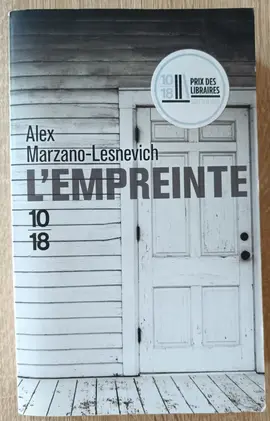 10
18
PRIX DES
LIBRAIRES
Alex
Marzano-Lesnevich
L'EMPREINTE
10
18